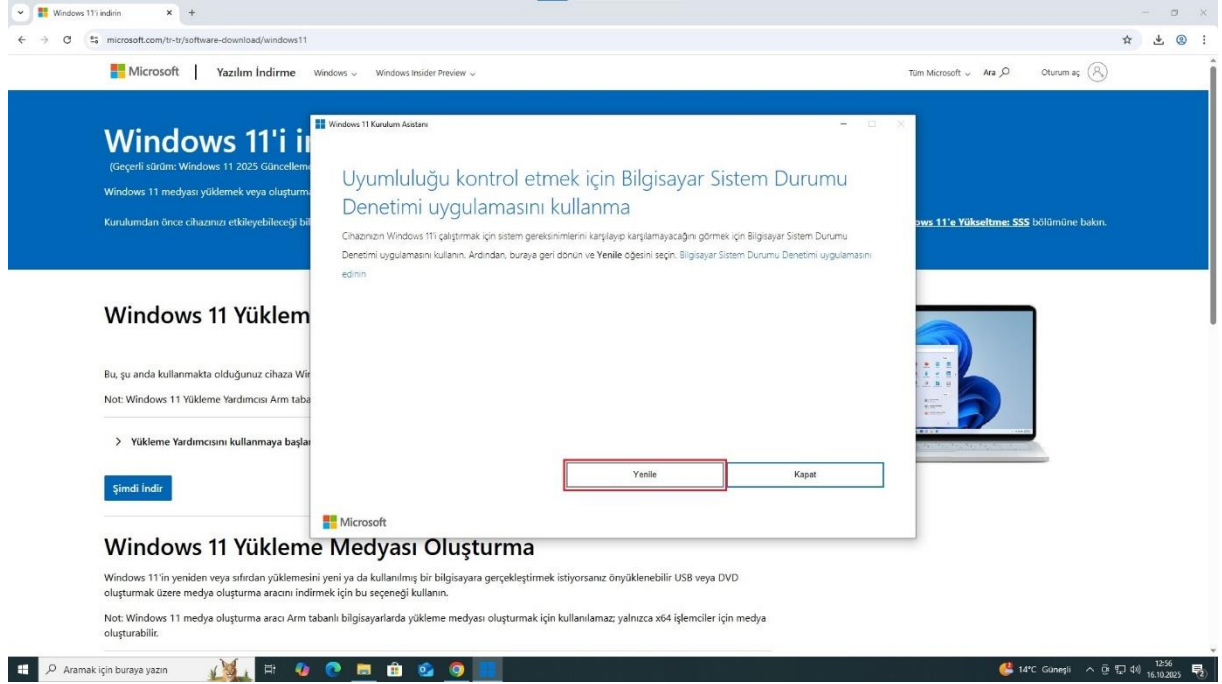 Windows 11'i indirin
microsoft.com/tr-tr/software-download/windows11
Microsoft
Yazılım İndirme
Windows
Windows Insider Preview
Tüm Microsoft
Ara
Oturum aç
Windows 11'i i
(Geçerli sürüm: Windows 11 2025 Güncellem
Windows 11 medyası yüklemek veya oluşturm
Kurulumdan önce cihazınızı etkileyebileceği bil
ows 11'e Yükseltme: SSS bölümüne bakın.
Windows 11 Kurulum Asistanı
Uyumluluğu kontrol etmek için Bilgisayar Sistem Durumu
Denetimi uygulamasını kullanma
Cihazınızın Windows 11'i çalıştırmak için sistem gereksinimlerini karşılayıp karşılamayacağını görmek için Bilgisayar Sistem Durumu
Denetimi uygulamasını kullanın. Ardından, buraya geri dönün ve Yenile öğesini seçin. Bilgisayar Sistem Durumu Denetimi uygulamasını
edinin
Yenile
Kapat
Microsoft
Windows 11 Yüklem
Bu, şu anda kullanmakta olduğunuz cihaza Wi
Not: Windows 11 Yükleme Yardımcısı Arm taba
Yükleme Yardımcısını kullanmaya başla
Şimdi İndir
Windows 11 Yükleme Medyası Oluşturma
Windows 11'in yeniden veya sıfırdan yüklemesini yeni ya da kullanılmış bir bilgisayara gerçekleştirmek istiyorsanız önyüklenebilir USB veya DVD
oluşturmak üzere medya oluşturma aracını indirmek için bu seçeneği kullanın.
Not: Windows 11 medya oluşturma aracı Arm tabanlı bilgisayarlarda yükleme medyası oluşturmak için kullanılamaz; yalnızca x64 işlemciler için medya
oluşturabilir.
Aramak için buraya yazın
14°C Güneşli
12:56
16.10.2025